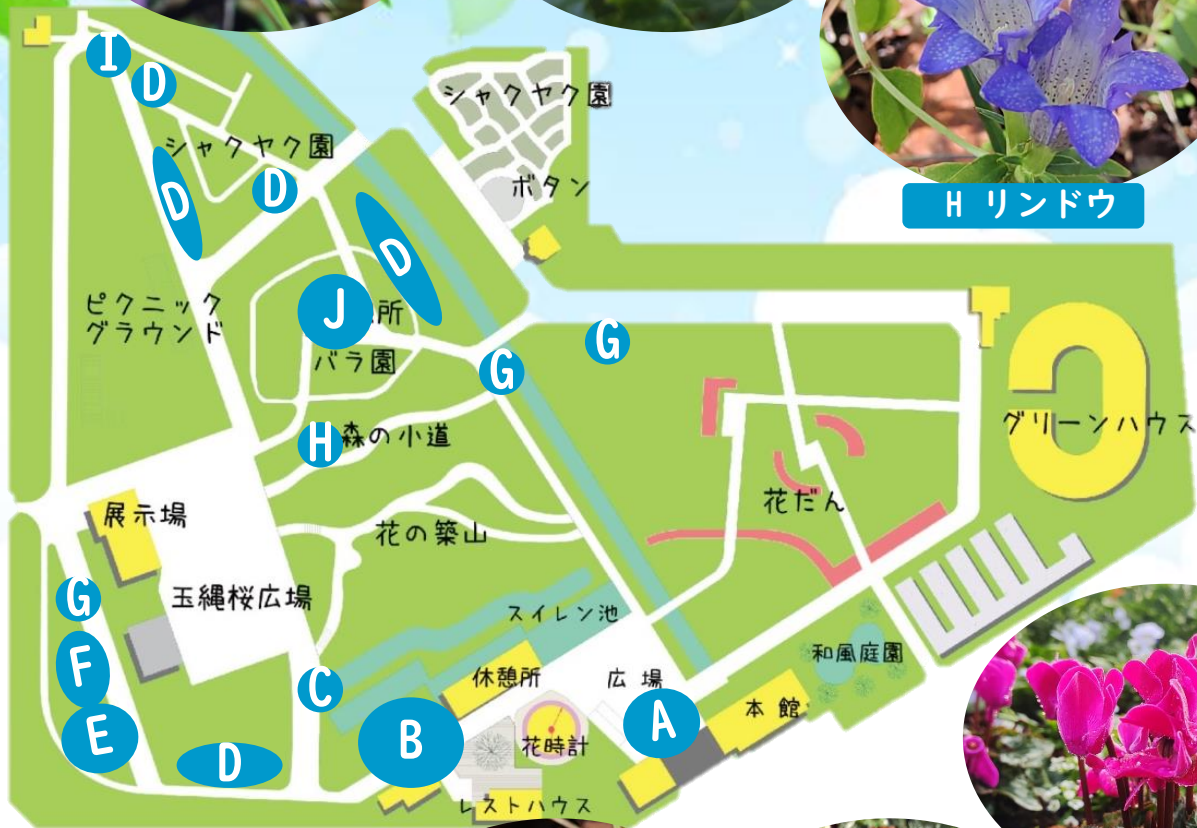 I
D
シャクヤク園
シャクヤク園
D
D
ボタン
H リンドウ
D
ピクニック
グラウンド
J
所
バラ園
G
G
H
森の小道
グリーンハウス
花だん
展示場
花の築山
玉縄桜広場
G
スイレン池
F
和風庭園
C
休憩所
広場
A
本館
E
B
花時計
D
レストハウス